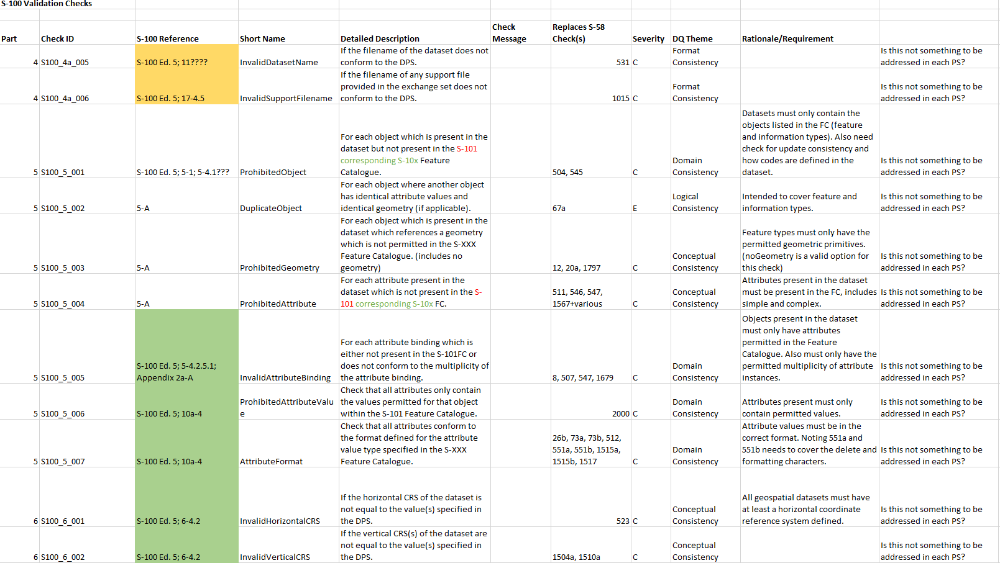 S-100 Validation Checks
Part
Check ID
S-100 Reference
Short Name
Detailed Description
Check
Message
Replaces S-58
Check(s)
Severity
DQ Theme
Rationale/Requirement
4
S100_4a_005
S-100 Ed. 5; 11????
InvalidDatasetName
If the filename of the dataset does not
conform to the DPS.
531
C
Format
Consistency
Is this not something to be
addressed in each PS?
4
S100_4a_006
S-100 Ed. 5; 17-4.5
InvalidSupportFilename
If the filename of any support file
provided in the exchange set does not
conform to the DPS.
1015
C
Format
Consistency
Is this not something to be
addressed in each PS?
5
S100_5_001
S-100 Ed. 5; 5-1; 5-4.1???
ProhibitedObject
For each object which is present in the
dataset but not present in the S-101
corresponding S-10x Feature
Catalogue.
504, 545
C
Domain
Consistency
Datasets must only contain the
objects listed in the FC (feature
and information types). Also need
check for update consistency and
how codes are defined in the
dataset.
Is this not something to be
addressed in each PS?
5
S100_5_002
5-A
DuplicateObject
For each object where another object
has identical attribute values and
identical geometry (if applicable).
67a
E
Logical
Consistency
Intended to cover feature and
information types.
Is this not something to be
addressed in each PS?
5
S100_5_003
5-A
ProhibitedGeometry
For each object which is present in the
dataset which references a geometry
which is not permitted in the S-XXX
Feature Catalogue. (includes no
geometry)
12, 20a, 1797
C
Conceptual
Consistency
Feature types must only have the
permitted geometric primitives.
(noGeometry is a valid option for
this check)
Is this not something to be
addressed in each PS?
5
S100_5_004
5-A
ProhibitedAttribute
For each attribute present in the
dataset which is not present in the S-
101 corresponding S-10x FC.
511, 546, 547,
1567+various
C
Conceptual
Consistency
Attributes present in the dataset
must be present in the FC, includes
simple and complex.
Is this not something to be
addressed in each PS?
5
S100_5_005
S-100 Ed. 5; 5-4.2.5.1;
Appendix 2a-A
InvalidAttributeBinding
For each attribute binding which is
either not present in the S-101FC or
does not conform to the multiplicity of
the attribute binding.
8, 507, 547, 1679
C
Domain
Consistency
Objects present in the dataset
must only have attributes
permitted in the Feature
Catalogue. Also must only have the
permitted multiplicity of attribute
instances.
Is this not something to be
addressed in each PS?
5
S100_5_006
S-100 Ed. 5; 10a-4
ProhibitedAttributeValu
e
Check that all attributes only contain
the values permitted for that object
within the S-101 Feature Catalogue.
2000
C
Domain
Consistency
Attributes present must only
contain permitted values.
Is this not something to be
addressed in each PS?
5
S100_5_007
S-100 Ed. 5; 10a-4
AttributeFormat
Check that all attributes conform to
the format defined for the attribute
value type specified in the S-XXX
Feature Catalogue.
26b, 73a, 73b, 512,
551a, 551b, 1515a,
1515b, 1517
C
Domain
Consistency
Attribute values must be in the
correct format. Noting 551a and
551b needs to cover the delete and
formatting characters.
Is this not something to be
addressed in each PS?
6
S100_6_001
S-100 Ed. 5; 6-4.2
InvalidHorizontalCRS
If the horizontal CRS of the dataset is
not equal to the value(s) specified in
the DPS.
523
C
Conceptual
Consistency
All geospatial datasets must have
at least a horizontal coordinate
reference system defined.
Is this not something to be
addressed in each PS?
6
S100_6_002
S-100 Ed. 5; 6-4.2
InvalidVerticalCRS
If the vertical CRS(s) of the dataset are
not equal to the value(s) specified in
the DPS.
1504a, 1510a
C
Conceptual
Consistency
Is this not something to be
addressed in each PS?